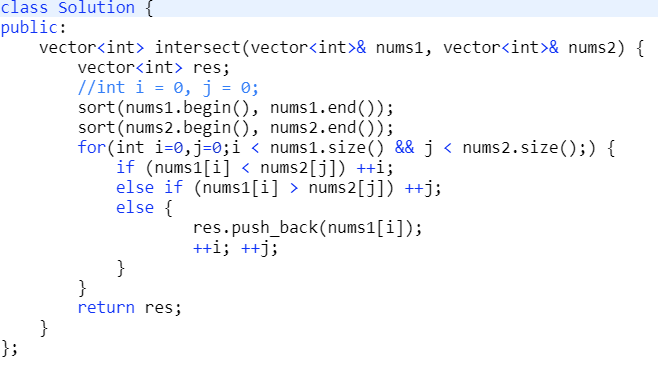 class Solution {
public:
    vector<int> intersect(vector<int>& nums1, vector<int>& nums2) {
        vector<int> res;
        //int i = 0, j = 0;
        sort(nums1.begin(), nums1.end());
        sort(nums2.begin(), nums2.end());
        for(int i=0,j=0;i < nums1.size() && j < nums2.size();) {
            if (nums1[i] < nums2[j]) ++i;
            else if (nums1[i] > nums2[j]) ++j;
            else {
                    res.push_back(nums1[i]);
                    ++i; ++j;
            }
        }
        return res;
    }
};